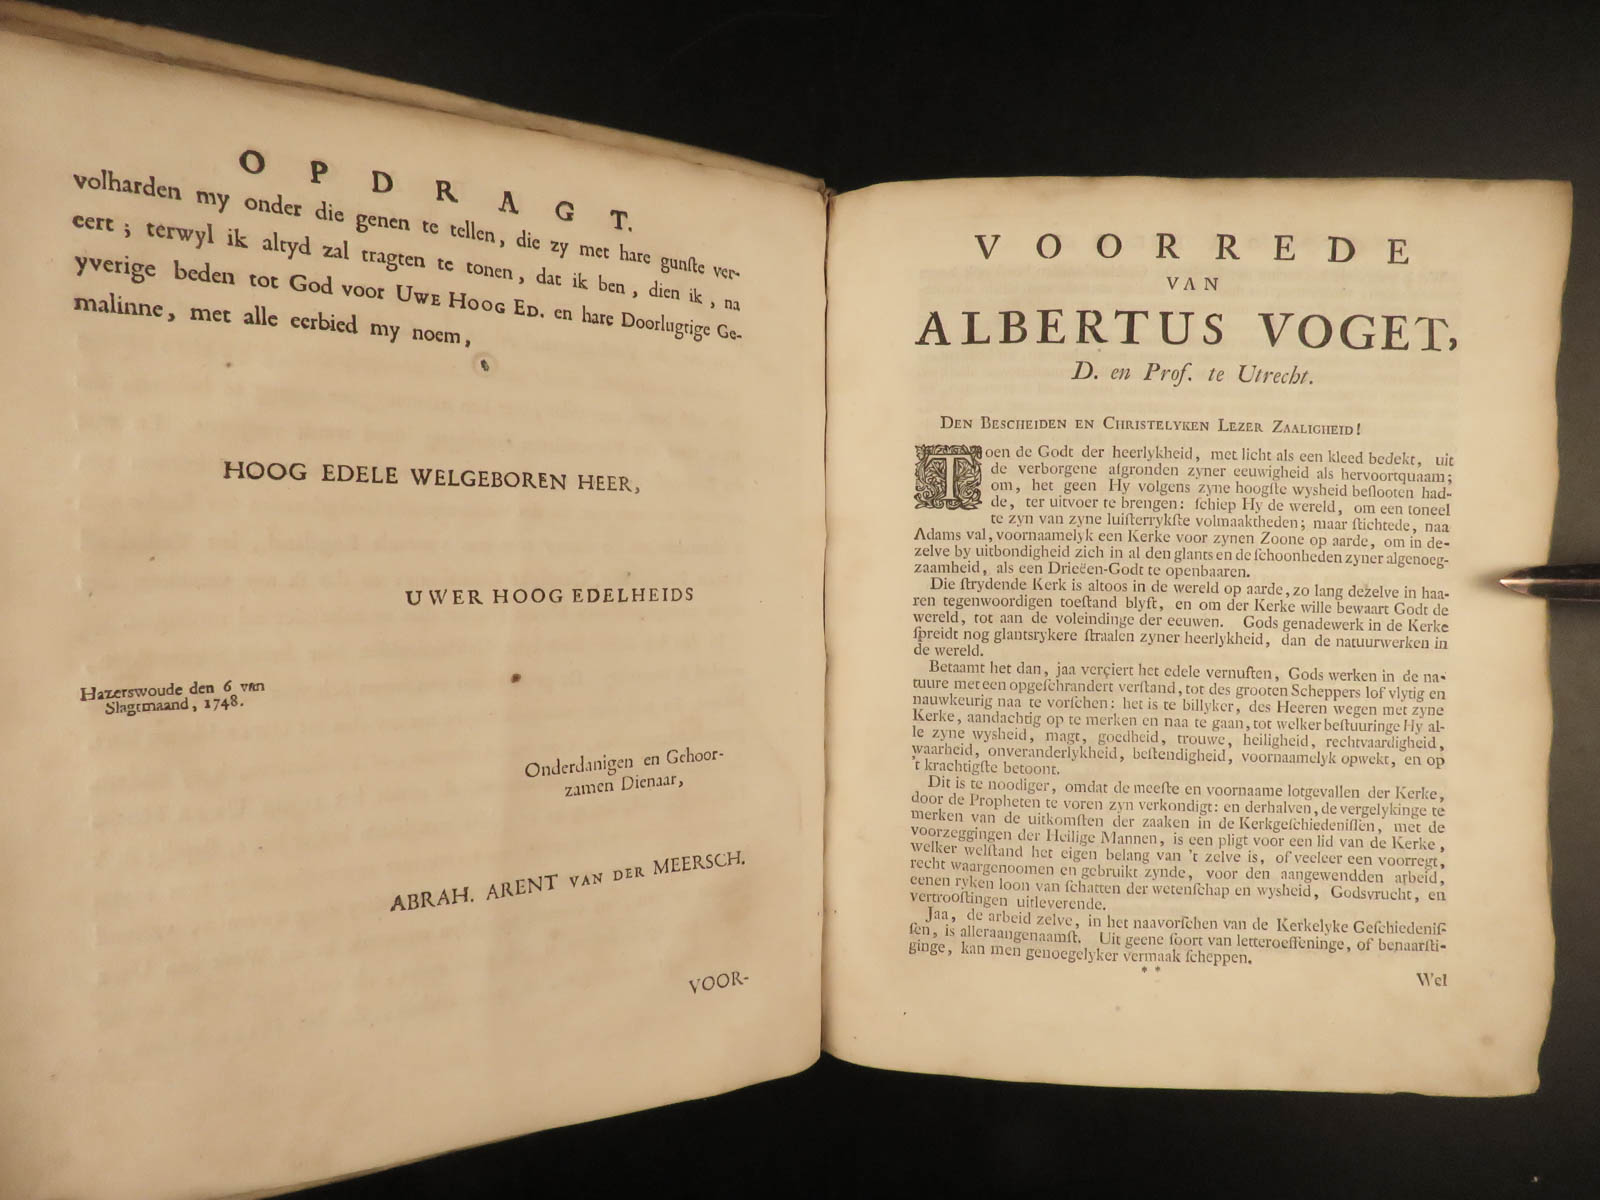 OPDRAGT.
volharden my onder die genen te tellen, die zy met hare gunſte ver-
eert; terwyl ik altyd zal tragten te tonen, dat ik ben, dien ik, na
yverige beden tot God voor UWE HOOG ED. en hare Doorlugtige Ge-
malinne, met alle eerbied my noem,
HOOG EDELE WELGEBOREN HEER,
UWER HOOG EDELHEIDS
Hazerswoude den 6 van
Slagtmaand, 1748.
Onderdanigen en Gehoor-
zamen Dienaar,
ABRAH. ARENT VAN DER MEERSCH.
VOOR-
VOORREDE
VAN
ALBERTUS VOGET,
D. en Prof. te Utrecht.
DEN BESCHEIDEN EN CHRISTELYKEN LEZER ZAALIGHEID!
Toen de Godt der heerlykheid, met licht als een kleed bedekt, uit
de verborgene afgronden zyner eeuwigheid als hervoortquaam;
om, het geen Hy volgens zyne hoogſte wysheid beſlooten had-
de, ter uitvoer te brengen: ſchiep Hy de wereld, om een toneel
te zyn van zyne luiſterrykſte volmaaktheden; maar ſtichtede, naa
Adams val, voornaamelyk een Kerke voor zynen Zoone op aarde, om in de-
zelve by uitbondigheid zich in al den glants en de ſchoonheden zyner algenoeg-
zaamheid, als een Drieëen-Godt te openbaaren.
Die ſtrydende Kerk is altoos in de wereld op aarde, zo lang dezelve in haa-
ren tegenwoordigen toeſtand blyft, en om der Kerke wille bewaart Godt de
wereld, tot aan de voleindinge der eeuwen. Gods genadewerk in de Kerke
ſpreidt nog glantsrykere ſtraalen zyner heerlykheid, dan de natuurwerken in
de wereld.
Betaamt het dan, jaa verçiert het edele vernuften, Gods werken in de na-
tuure met een opgeſchrandert verſtand, tot des grooten Scheppers lof vlytig en
nauwkeurig naa te vorſchen: het is te billyker, des Heeren wegen met zyne
Kerke, aandachtig op te merken en naa te gaan, tot welker beſtuuringe Hy al-
le zyne wysheid, magt, goedheid, trouwe, heiligheid, rechtvaardigheid,
waarheid, onveranderlykheid, beſtendigheid, voornaamelyk opwekt, en op
't krachtigſte betoont.
Dit is te noodiger, omdat de meeſte en voornaame lotgevallen der Kerke,
door de Propheten te voren zyn verkondigt: en derhalven, de vergelykinge te
merken van de uitkomſten der zaaken in de Kerkgeſchiedeniſſen, met de
voorzeggingen der Heilige Mannen, is een pligt voor een lid van de Kerke,
welker welſtand het eigen belang van 't zelve is, of veeleer een voorregt,
recht waargenoomen en gebruikt zynde, voor den aangewendden arbeid,
eenen ryken loon van ſchatten der wetenſchap en wysheid, Godsvrucht, en
vertrooſtingen uitleverende.
Jaa, de arbeid zelve, in het naavorſchen van de Kerkelyke Geſchiedeniſ-
ſen, is alleraangenaamſt. Uit geene ſoort van letteroeffeninge, of benaarſti-
ginge, kan men genoegelyker vermaak ſcheppen.
* *
Wel